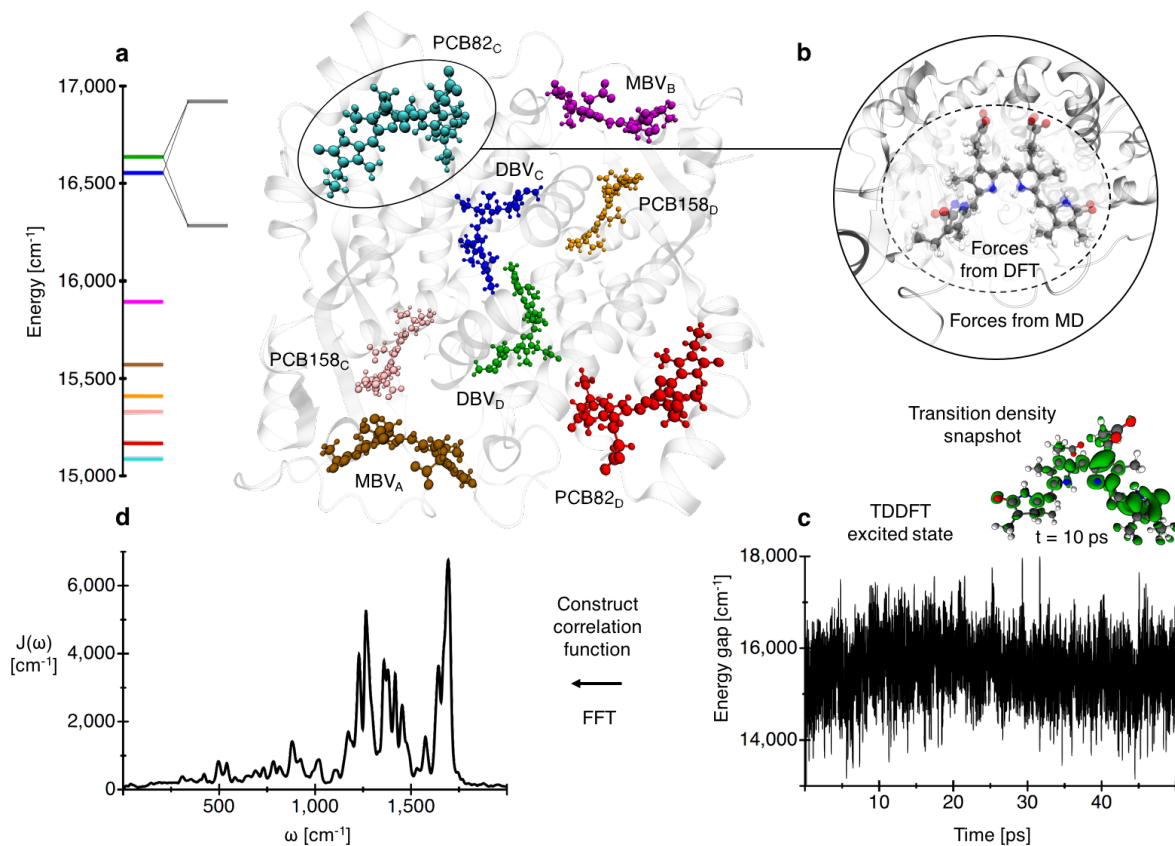 a
PCB82C
MBVB
DBVC
PCB158D
PCB158C
DBVD
MBVA
PCB82D
17,000
16,500
16,000
15,500
15,000
Energy [cm-1]
b
Forces
from DFT
Forces from MD
Transition density
snapshot
t = 10 ps
c
TDDFT
excited state
18,000
16,000
14,000
Energy gap [cm-1]
10
20
30
40
Time [ps]
Construct
correlation
function
FFT
d
6,000
4,000
2,000
0
J(ω)
[cm-1]
500
1,000
1,500
ω [cm-1]